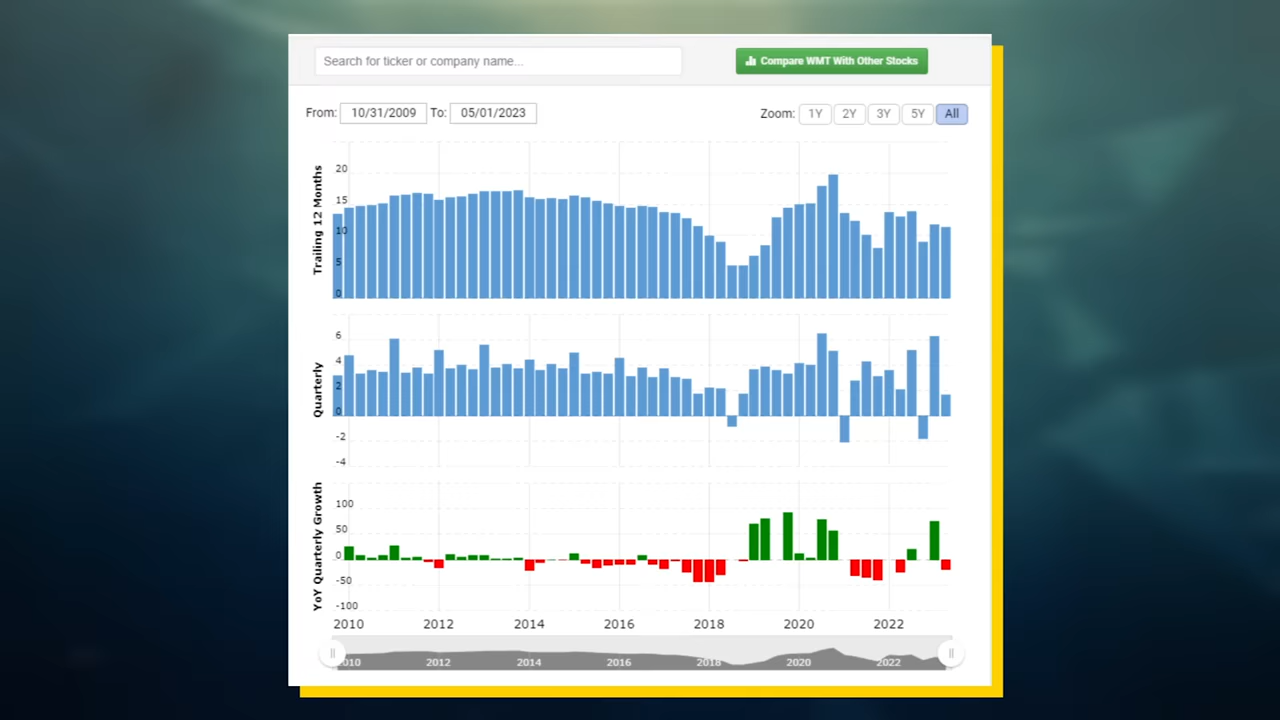 Search for ticker or company name...
Compare WMT With Other Stocks
From: 10/31/2009 To: 05/01/2023
Zoom: 1Y 2Y 3Y 5Y All
Trailing 12 Months
20
15
10
5
0
Quarterly
6
4
2
0
-2
-4
YoY Quarterly Growth
100
50
0
-50
-100
2010 2012 2014 2016 2018 2020 2022
010 2012 2014 2016 2018 2020 2022